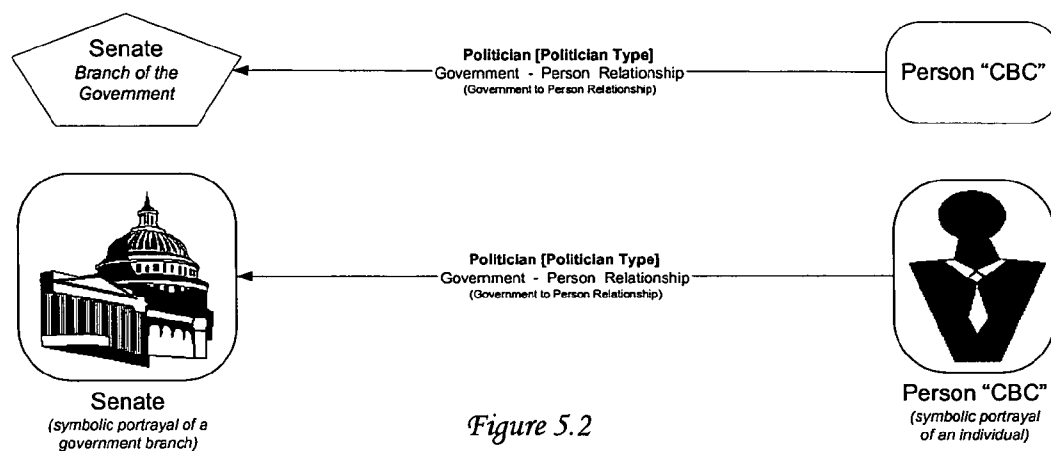 Senate
Branch of the
Government
Politician [Politician Type]
Government - Person Relationship
(Government to Person Relationship)
Person “CBC”
Politician [Politician Type]
Government - Person Relationship
(Government to Person Relationship)
Senate
(symbolic portrayal of a
government branch)
Person “CBC”
(symbolic portrayal
of an individual)
Figure 5.2